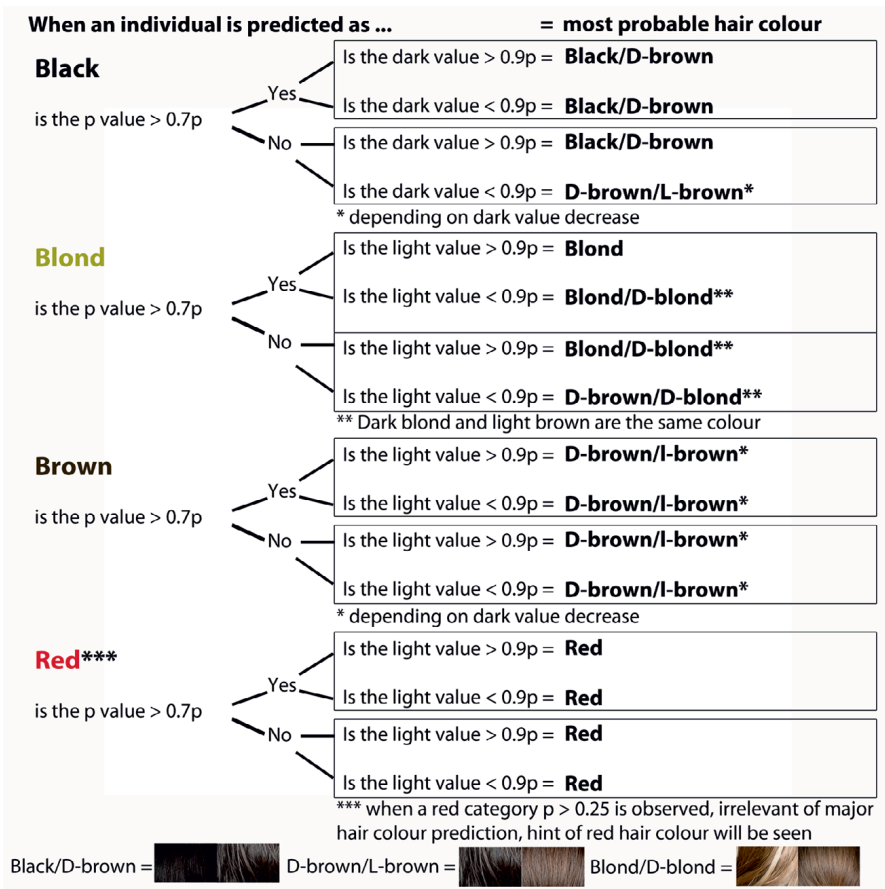 When an individual is predicted as ... = most probable hair colour
Black
is the p value > 0.7p
Yes
No
Is the dark value > 0.9p = Black/D-brown
Is the dark value < 0.9p = Black/D-brown
Is the dark value > 0.9p = Black/D-brown
Is the dark value < 0.9p = D-brown/L-brown*
* depending on dark value decrease
Blond
is the p value > 0.7p
Yes
No
Is the light value > 0.9p = Blond
Is the light value < 0.9p = Blond/D-blond**
Is the light value > 0.9p = Blond/D-blond**
Is the light value < 0.9p = D-brown/D-blond**
** Dark blond and light brown are the same colour
Brown
is the p value > 0.7p
Yes
No
Is the light value > 0.9p = D-brown/l-brown*
Is the light value < 0.9p = D-brown/l-brown*
Is the light value > 0.9p = D-brown/l-brown*
Is the light value < 0.9p = D-brown/l-brown*
* depending on dark value decrease
Red***
is the p value > 0.7p
Yes
No
Is the light value > 0.9p = Red
Is the light value < 0.9p = Red
Is the light value > 0.9p = Red
Is the light value < 0.9p = Red
*** when a red category p > 0.25 is observed, irrelevant of major
hair colour prediction, hint of red hair colour will be seen
Black/D-brown = D-brown/L-brown = Blond/D-blond =